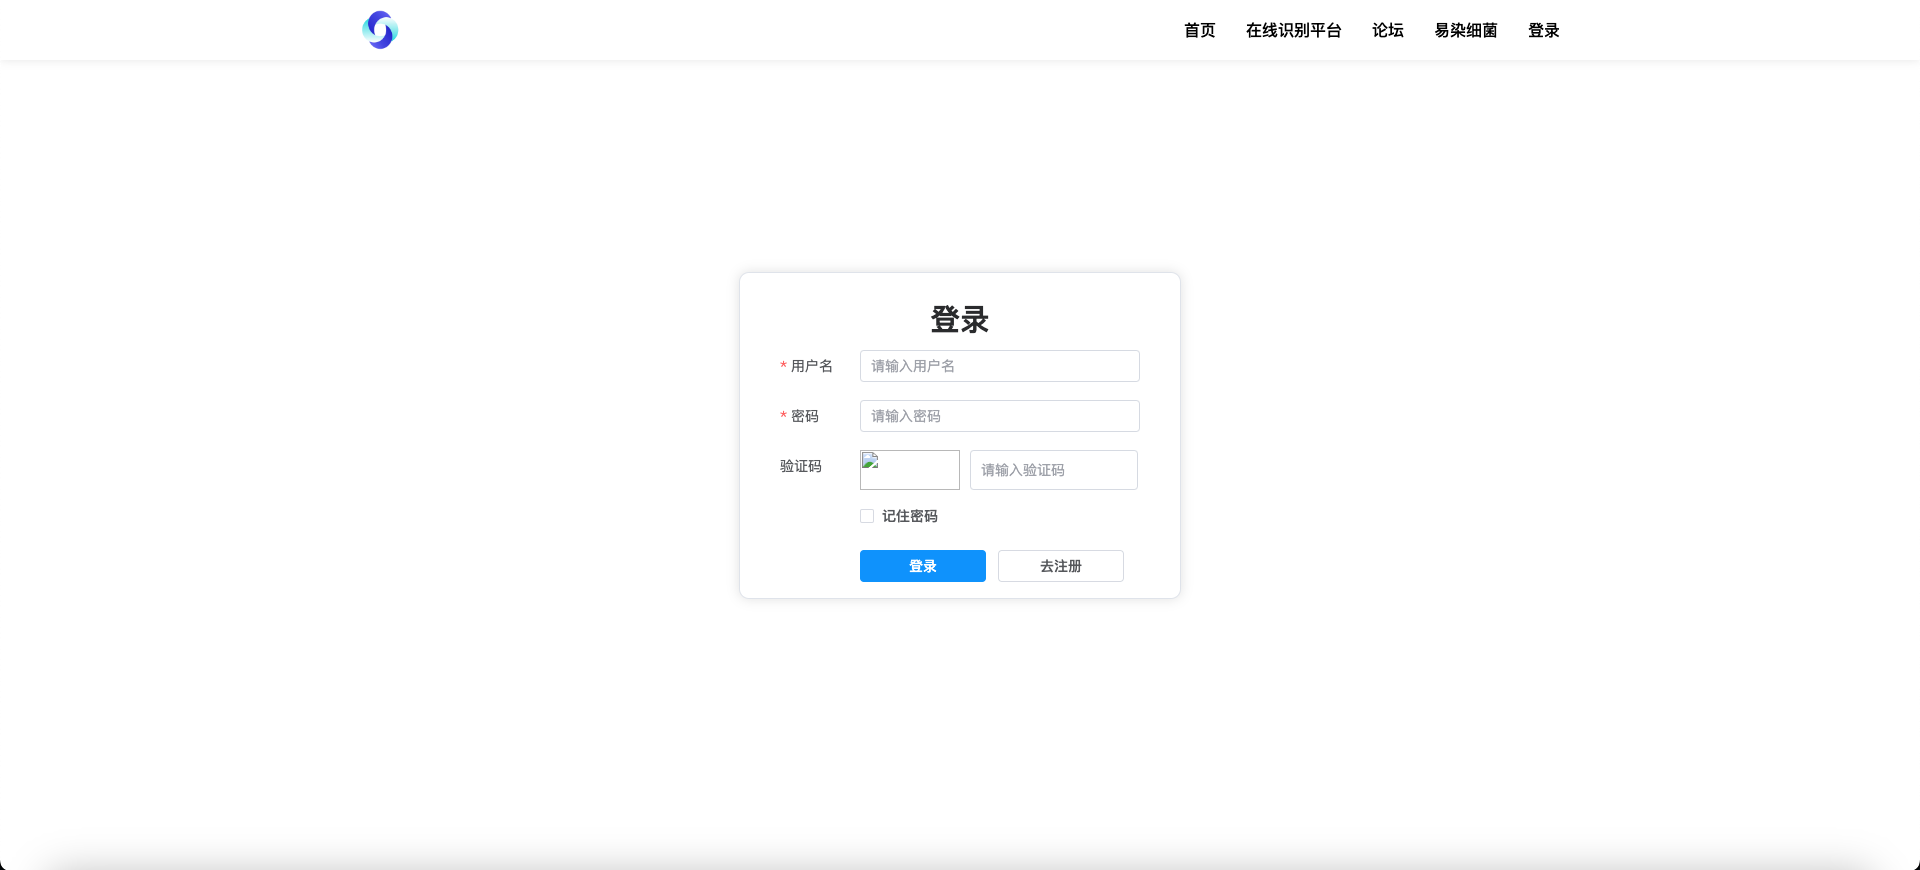 首页 在线识别平台 论坛 易染细菌 登录
登录
* 用户名 请输入用户名
* 密码 请输入密码
验证码 请输入验证码
记住密码
登录 去注册